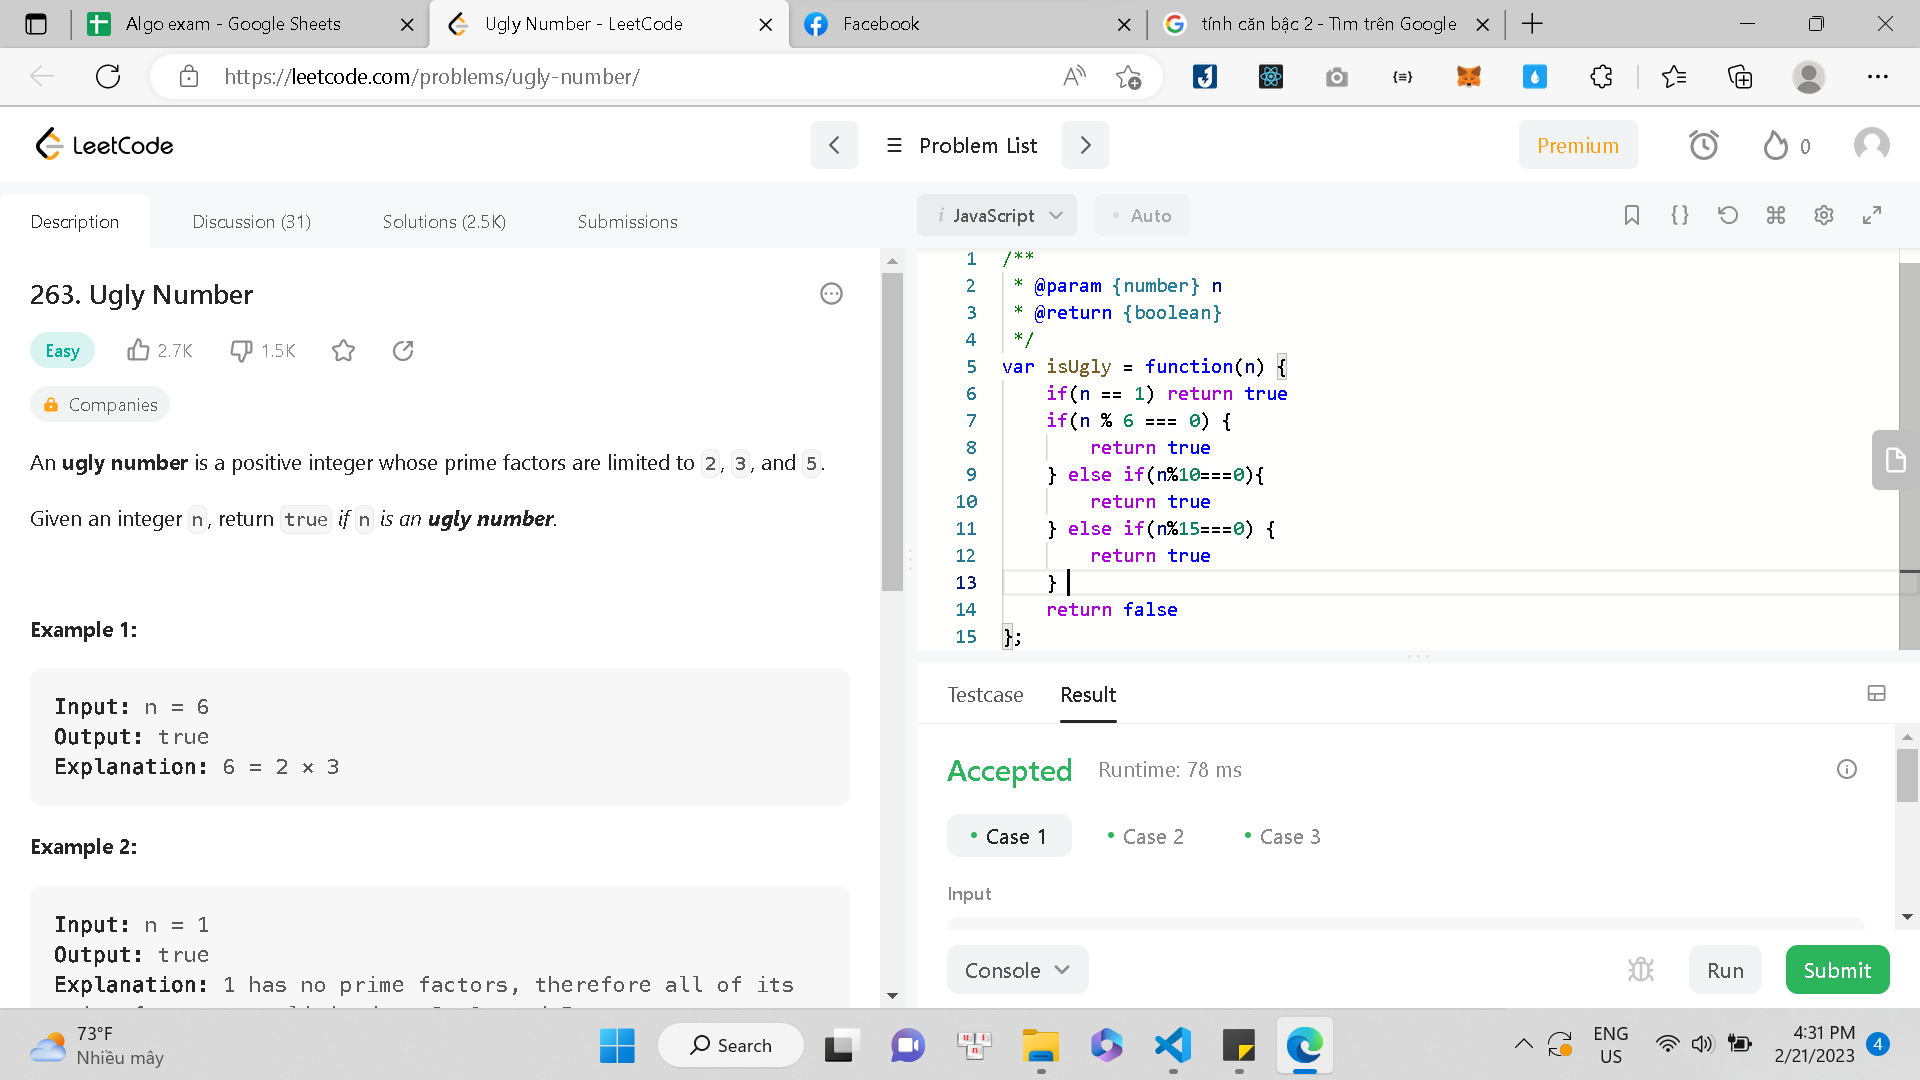 Algo exam - Google Sheets
Ugly Number - LeetCode
Facebook
tính căn bậc 2 - Tìm trên Google
https://leetcode.com/problems/ugly-number/
LeetCode
Problem List
Premium
0
Description
Discussion (31)
Solutions (2.5K)
Submissions
i JavaScript
Auto
263. Ugly Number
Easy
2.7K
1.5K
Companies
An ugly number is a positive integer whose prime factors are limited to 2, 3, and 5.
Given an integer n, return true if n is an ugly number.
Example 1:
Input: n = 6
Output: true
Explanation: 6 = 2 × 3
Example 2:
Input: n = 1
Output: true
Explanation: 1 has no prime factors, therefore all of its
1 /**
2 * @param {number} n
3 * @return {boolean}
4 */
5 var isUgly = function(n) {
6 if(n == 1) return true
7 if(n % 6 === 0) {
8 return true
9 } else if(n%10===0){
10 return true
11 } else if(n%15===0) {
12 return true
13 }
14 return false
15 };
Testcase
Result
Accepted
Runtime: 78 ms
Case 1
Case 2
Case 3
Input
Console
Run
Submit
73°F
Nhiều mây
Search
ENG
US
4:31 PM
2/21/2023
4